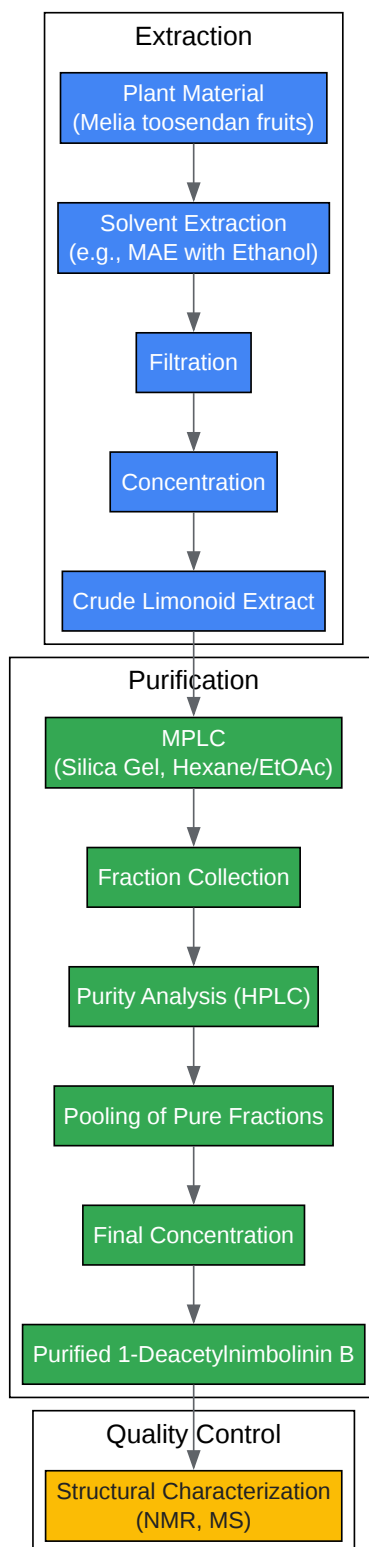 Extraction
Plant Material
(Melia toosendan fruits)
Solvent Extraction
(e.g., MAE with Ethanol)
Filtration
Concentration
Crude Limonoid Extract
Purification
MPLC
(Silica Gel, Hexane/EtOAc)
Fraction Collection
Purity Analysis (HPLC)
Pooling of Pure Fractions
Final Concentration
Purified 1-Deacetylnimbolinin B
Quality Control
Structural Characterization
(NMR, MS)